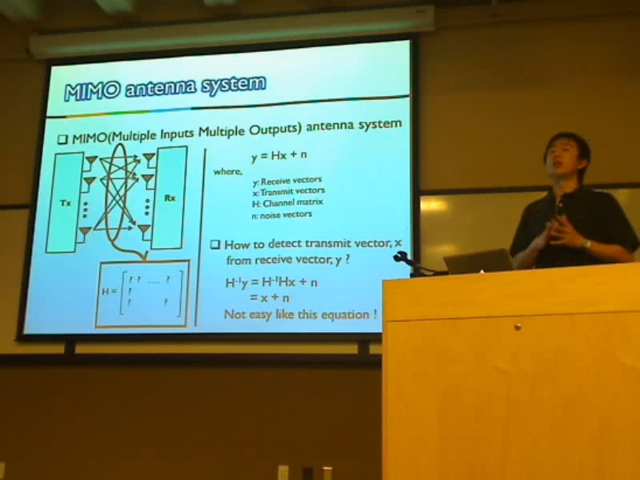 MIMO antenna system
❑ MIMO(Multiple Inputs Multiple Outputs) antenna system
Tx
Rx
H =
? ? .... ?
?
? ?
y = Hx + n
where,
y: Receive vectors
x: Transmit vectors
H: Channel matrix
n: noise vectors
❑ How to detect transmit vector, x
from receive vector, y ?
H⁻¹y = H⁻¹Hx + n
= x + n
Not easy like this equation !